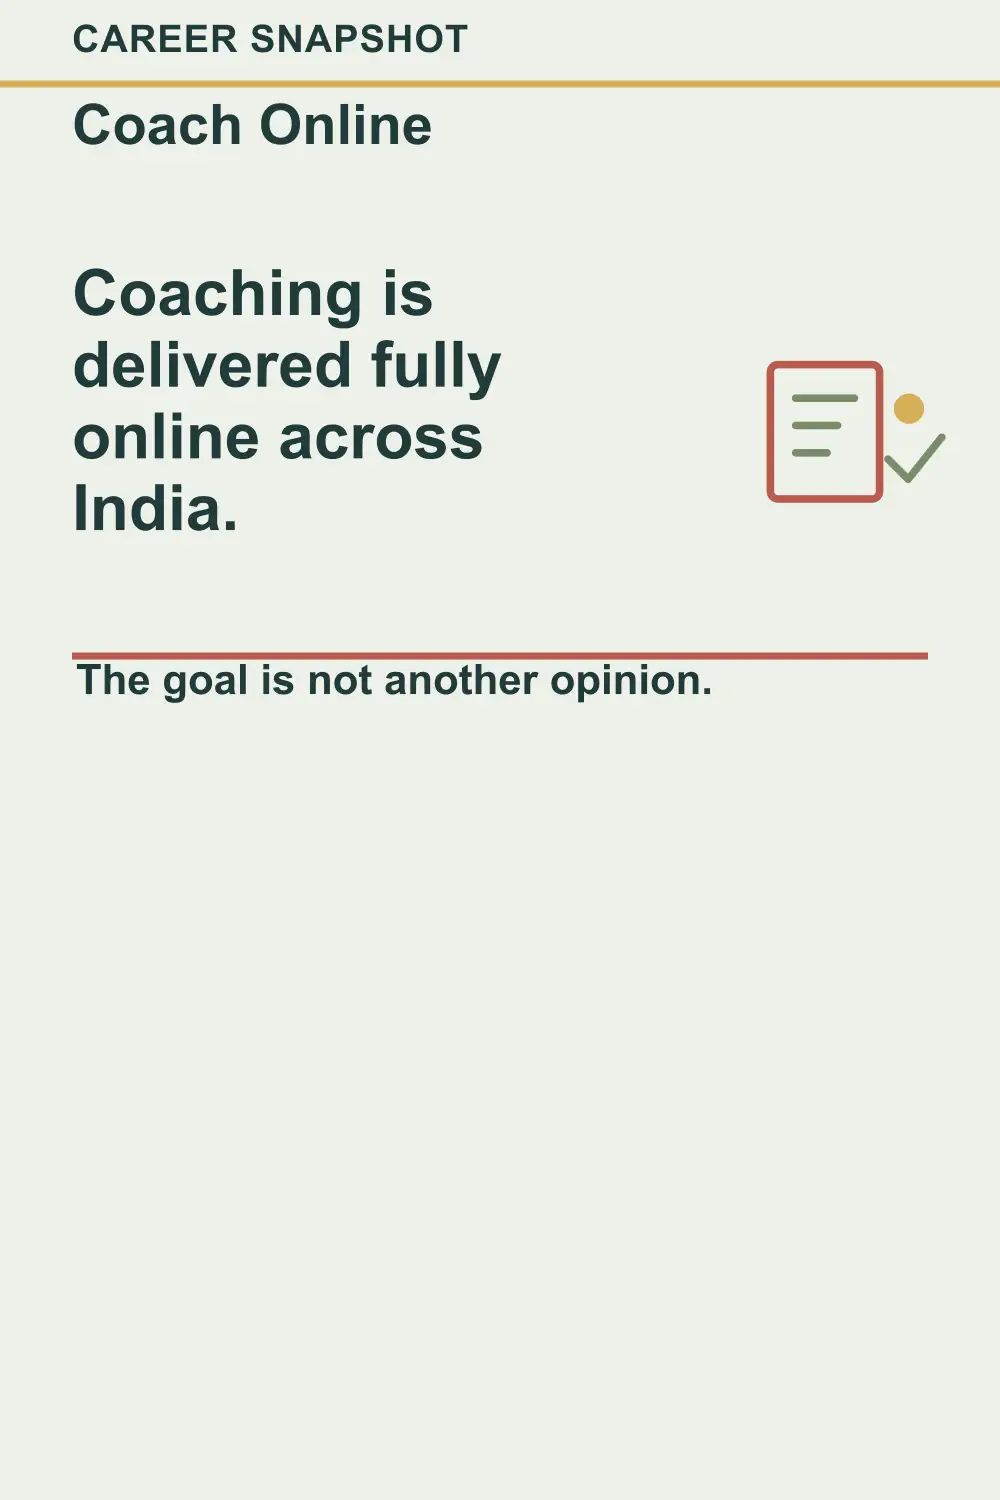 CAREER SNAPSHOT
Coach Online
Coaching is
delivered fully
online across
India.
The goal is not another opinion.